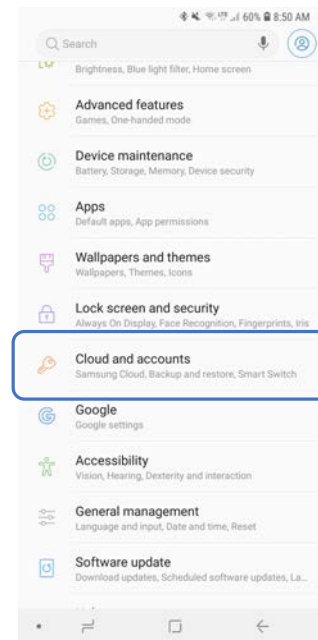 LTE 60% 8:50 AM
Search
Brightness, Blue light filter, Home screen
Advanced features
Games, One-handed mode
Device maintenance
Battery, Storage, Memory, Device security
Apps
Default apps, App permissions
Wallpapers and themes
Wallpapers, Themes, Icons
Lock screen and security
Always On Display, Face Recognition, Fingerprints, Iris
Cloud and accounts
Samsung Cloud, Backup and restore, Smart Switch
Google
Google settings
Accessibility
Vision, Hearing, Dexterity and interaction
General management
Language and input, Date and time, Reset
Software update
Download updates, Scheduled software updates, La...